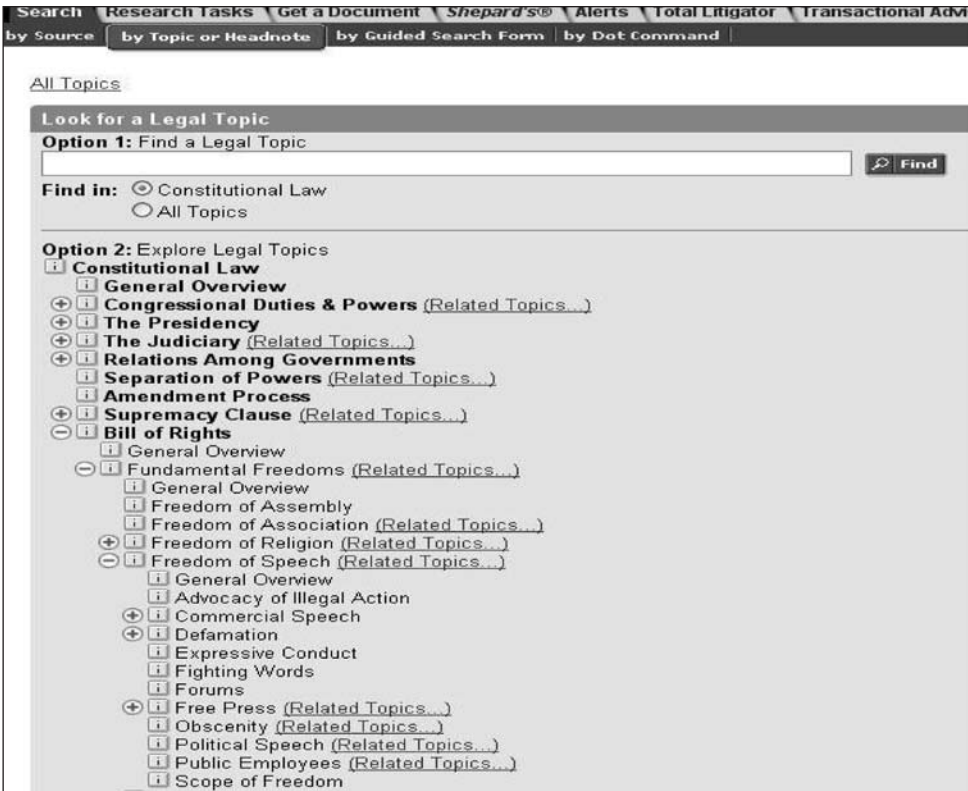 Search Research Tasks Get a Document Shepard's® Alerts Total Litigator Transactional Advi
by Source by Topic or Headnote by Guided Search Form by Dot Command
All Topics
Look for a Legal Topic
Option 1: Find a Legal Topic
Find
Find in: Constitutional Law
All Topics
Option 2: Explore Legal Topics
Constitutional Law
General Overview
Congressional Duties & Powers (Related Topics...)
The Presidency
The Judiciary (Related Topics...)
Relations Among Governments
Separation of Powers (Related Topics...)
Amendment Process
Supremacy Clause (Related Topics...)
Bill of Rights
General Overview
Fundamental Freedoms (Related Topics...)
General Overview
Freedom of Assembly
Freedom of Association (Related Topics...)
Freedom of Religion (Related Topics...)
Freedom of Speech (Related Topics...)
General Overview
Advocacy of Illegal Action
Commercial Speech
Defamation
Expressive Conduct
Fighting Words
Forums
Free Press (Related Topics...)
Obscenity (Related Topics...)
Political Speech (Related Topics...)
Public Employees (Related Topics...)
Scope of Freedom